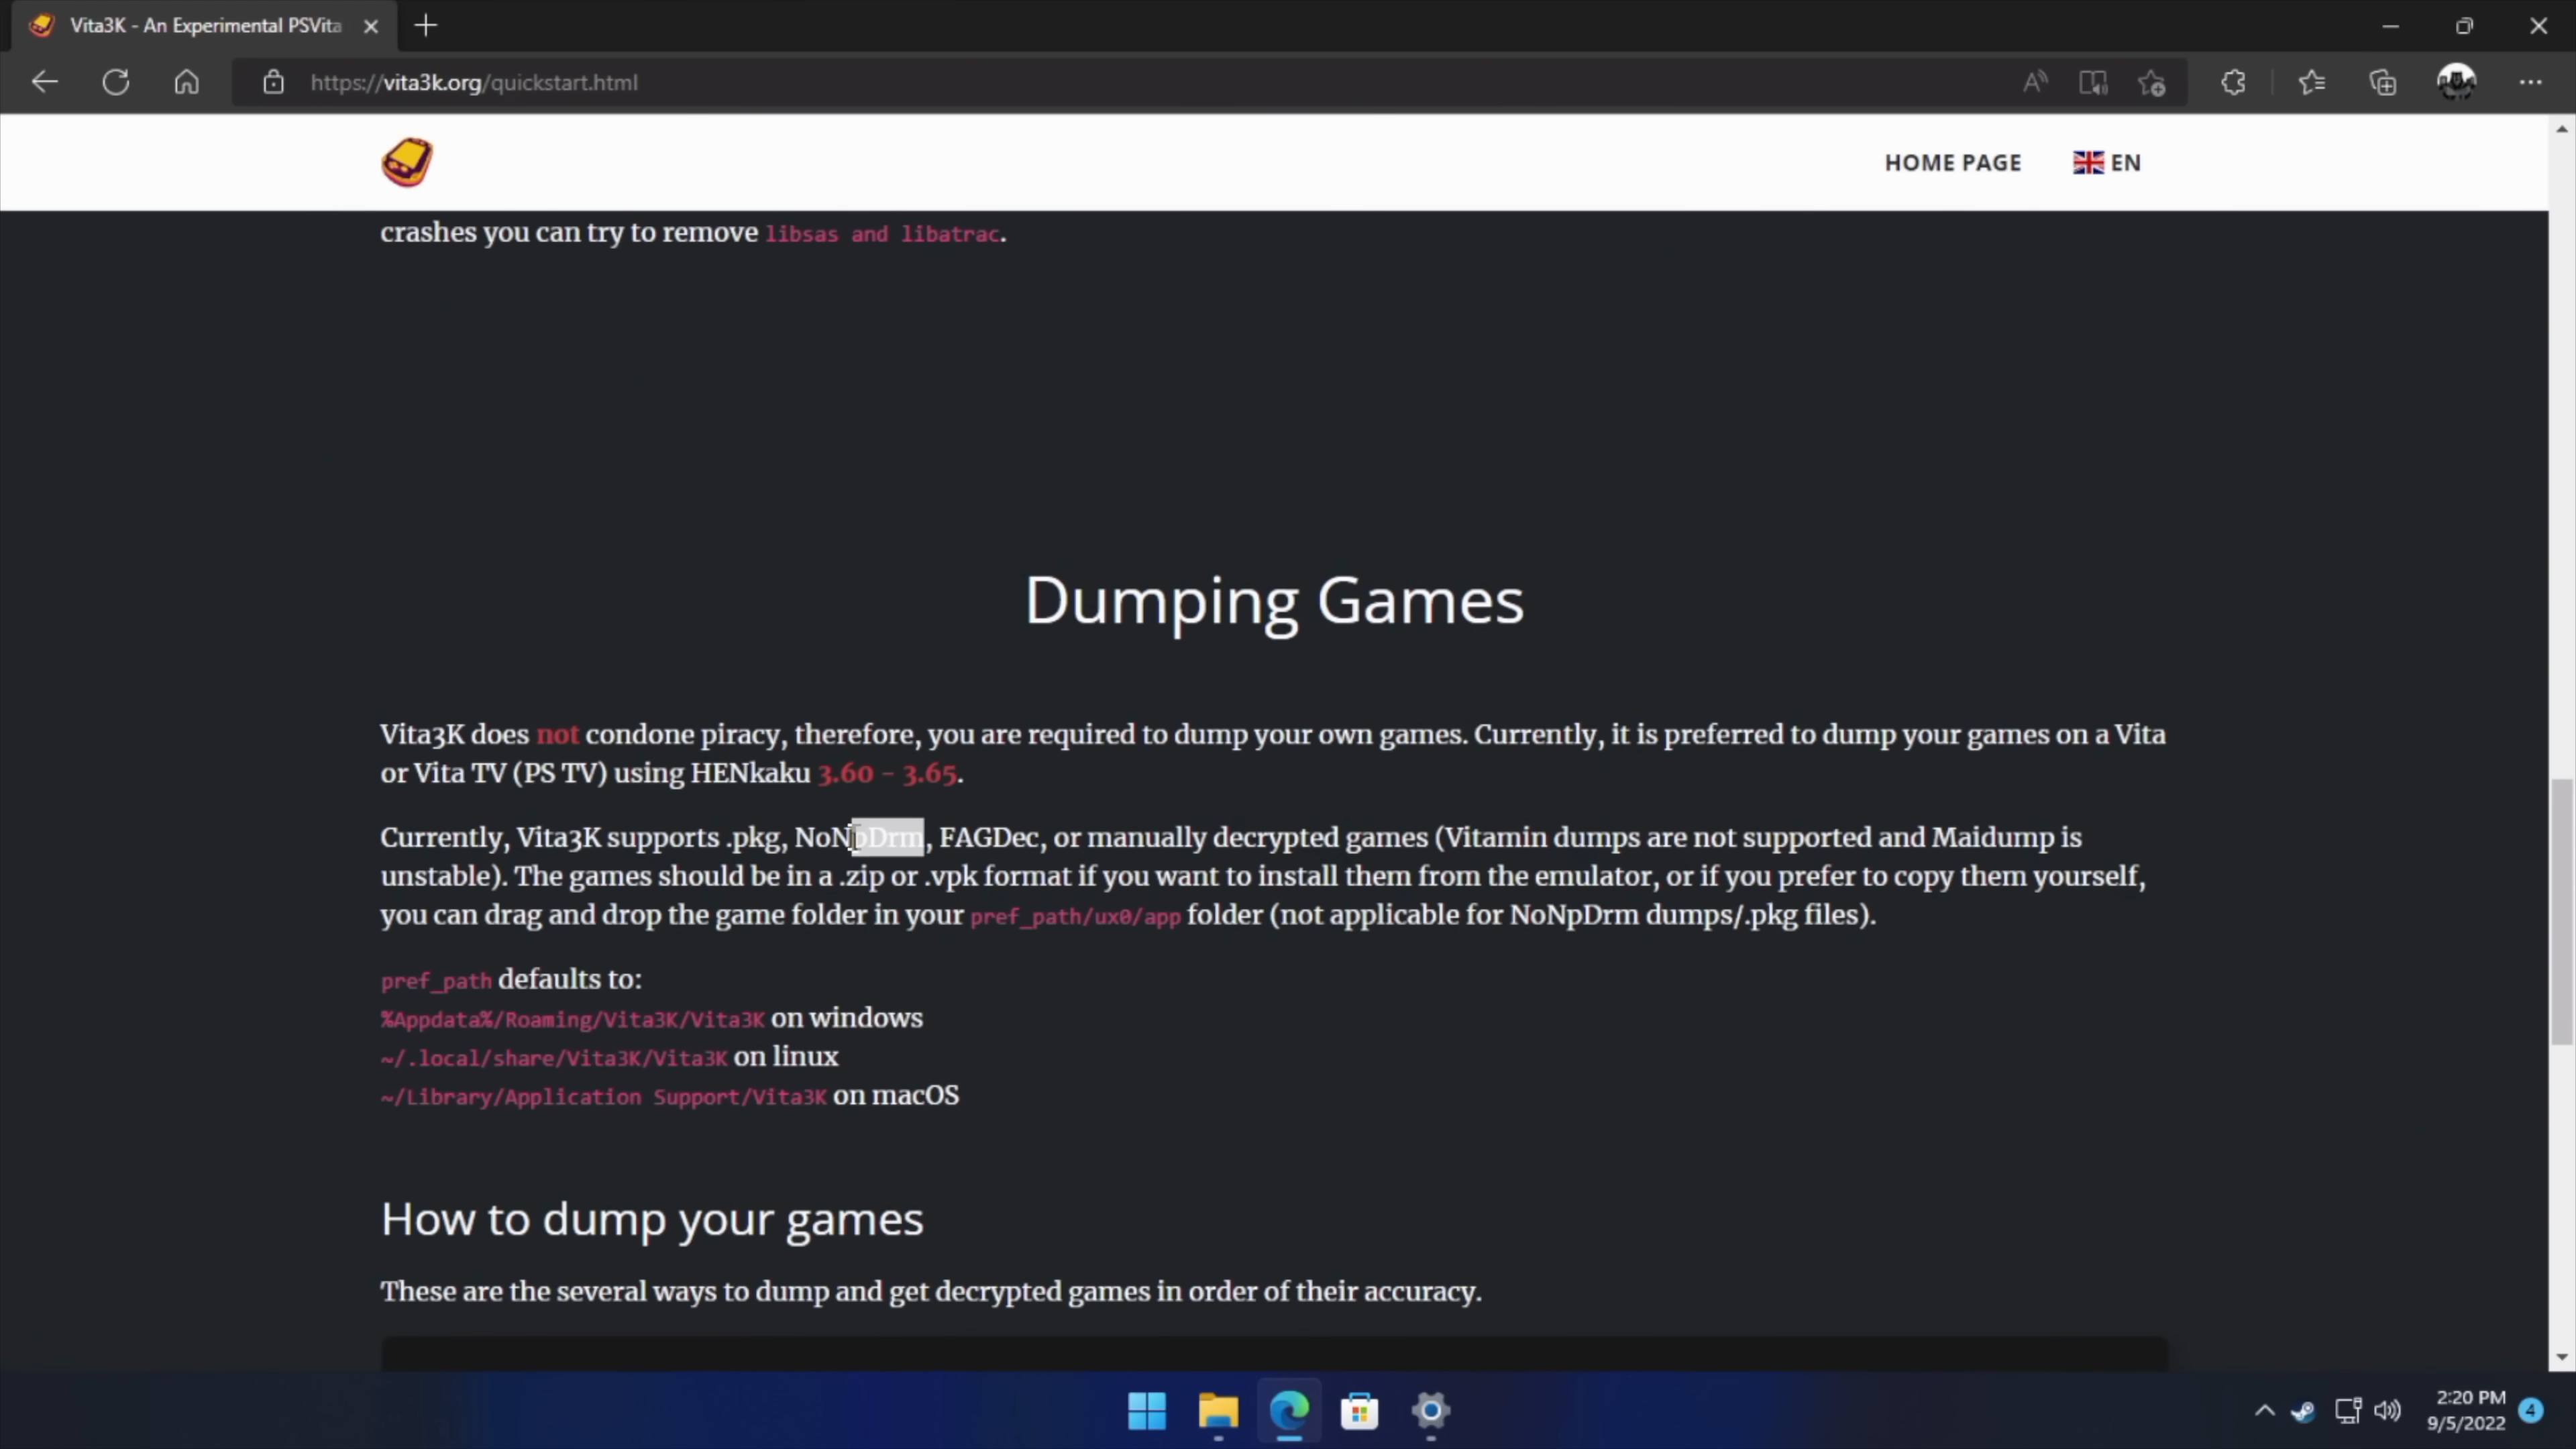 Vita3K - An Experimental PSVita
https://vita3k.org/quickstart.html
HOME PAGE
EN
crashes you can try to remove libsas and libatrac.
Dumping Games
Vita3K does not condone piracy, therefore, you are required to dump your own games. Currently, it is preferred to dump your games on a Vita
or Vita TV (PS TV) using HENkaku 3.60 - 3.65.
Currently, Vita3K supports .pkg, NoNpDrm, FAGDec, or manually decrypted games (Vitamin dumps are not supported and Maidump is
unstable). The games should be in a .zip or .vpk format if you want to install them from the emulator, or if you prefer to copy them yourself,
you can drag and drop the game folder in your pref_path/ux0/app folder (not applicable for NoNpDrm dumps/.pkg files).
pref_path defaults to:
%Appdata%/Roaming/Vita3K/Vita3K on windows
~/.local/share/Vita3K/Vita3K on linux
~/Library/Application Support/Vita3K on macOS
How to dump your games
These are the several ways to dump and get decrypted games in order of their accuracy.
2:20 PM
9/5/2022
4